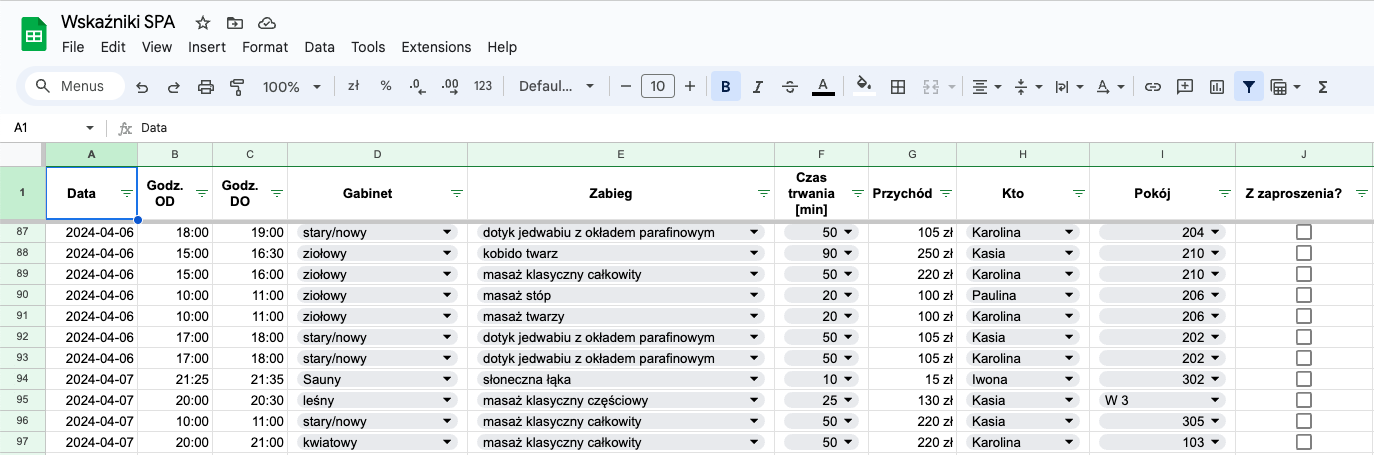 Wskaźniki SPA
File Edit View Insert Format Data Tools Extensions Help
Menus 100% zł % .0 .00 123 Defaul... 10 B I S A Σ
A1 fx Data
A B C D E F G H I J
1 Data Godz. OD Godz. DO Gabinet Zabieg Czas trwania [min] Przychód Kto Pokój Z zaproszenia?
87 2024-04-06 18:00 19:00 stary/nowy dotyk jedwabiu z okładem parafinowym 50 105 zł Karolina 204
88 2024-04-06 15:00 16:30 ziołowy kobido twarz 90 250 zł Kasia 210
89 2024-04-06 15:00 16:00 ziołowy masaż klasyczny całkowity 50 220 zł Karolina 210
90 2024-04-06 10:00 11:00 ziołowy masaż stóp 20 100 zł Paulina 206
91 2024-04-06 10:00 11:00 ziołowy masaż twarzy 20 100 zł Karolina 206
92 2024-04-06 17:00 18:00 stary/nowy dotyk jedwabiu z okładem parafinowym 50 105 zł Kasia 202
93 2024-04-06 17:00 18:00 stary/nowy dotyk jedwabiu z okładem parafinowym 50 105 zł Karolina 202
94 2024-04-07 21:25 21:35 Sauny słoneczna łąka 10 15 zł Iwona 302
95 2024-04-07 20:00 20:30 leśny masaż klasyczny częściowy 25 130 zł Kasia W 3
96 2024-04-07 10:00 11:00 stary/nowy masaż klasyczny całkowity 50 220 zł Kasia 305
97 2024-04-07 20:00 21:00 kwiatowy masaż klasyczny całkowity 50 220 zł Karolina 103